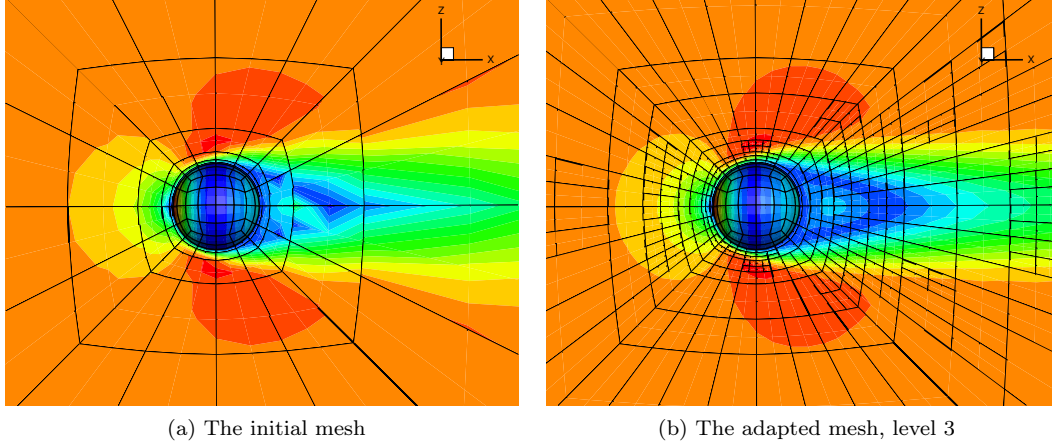 z
x
z
x
(a) The initial mesh
(b) The adapted mesh, level 3